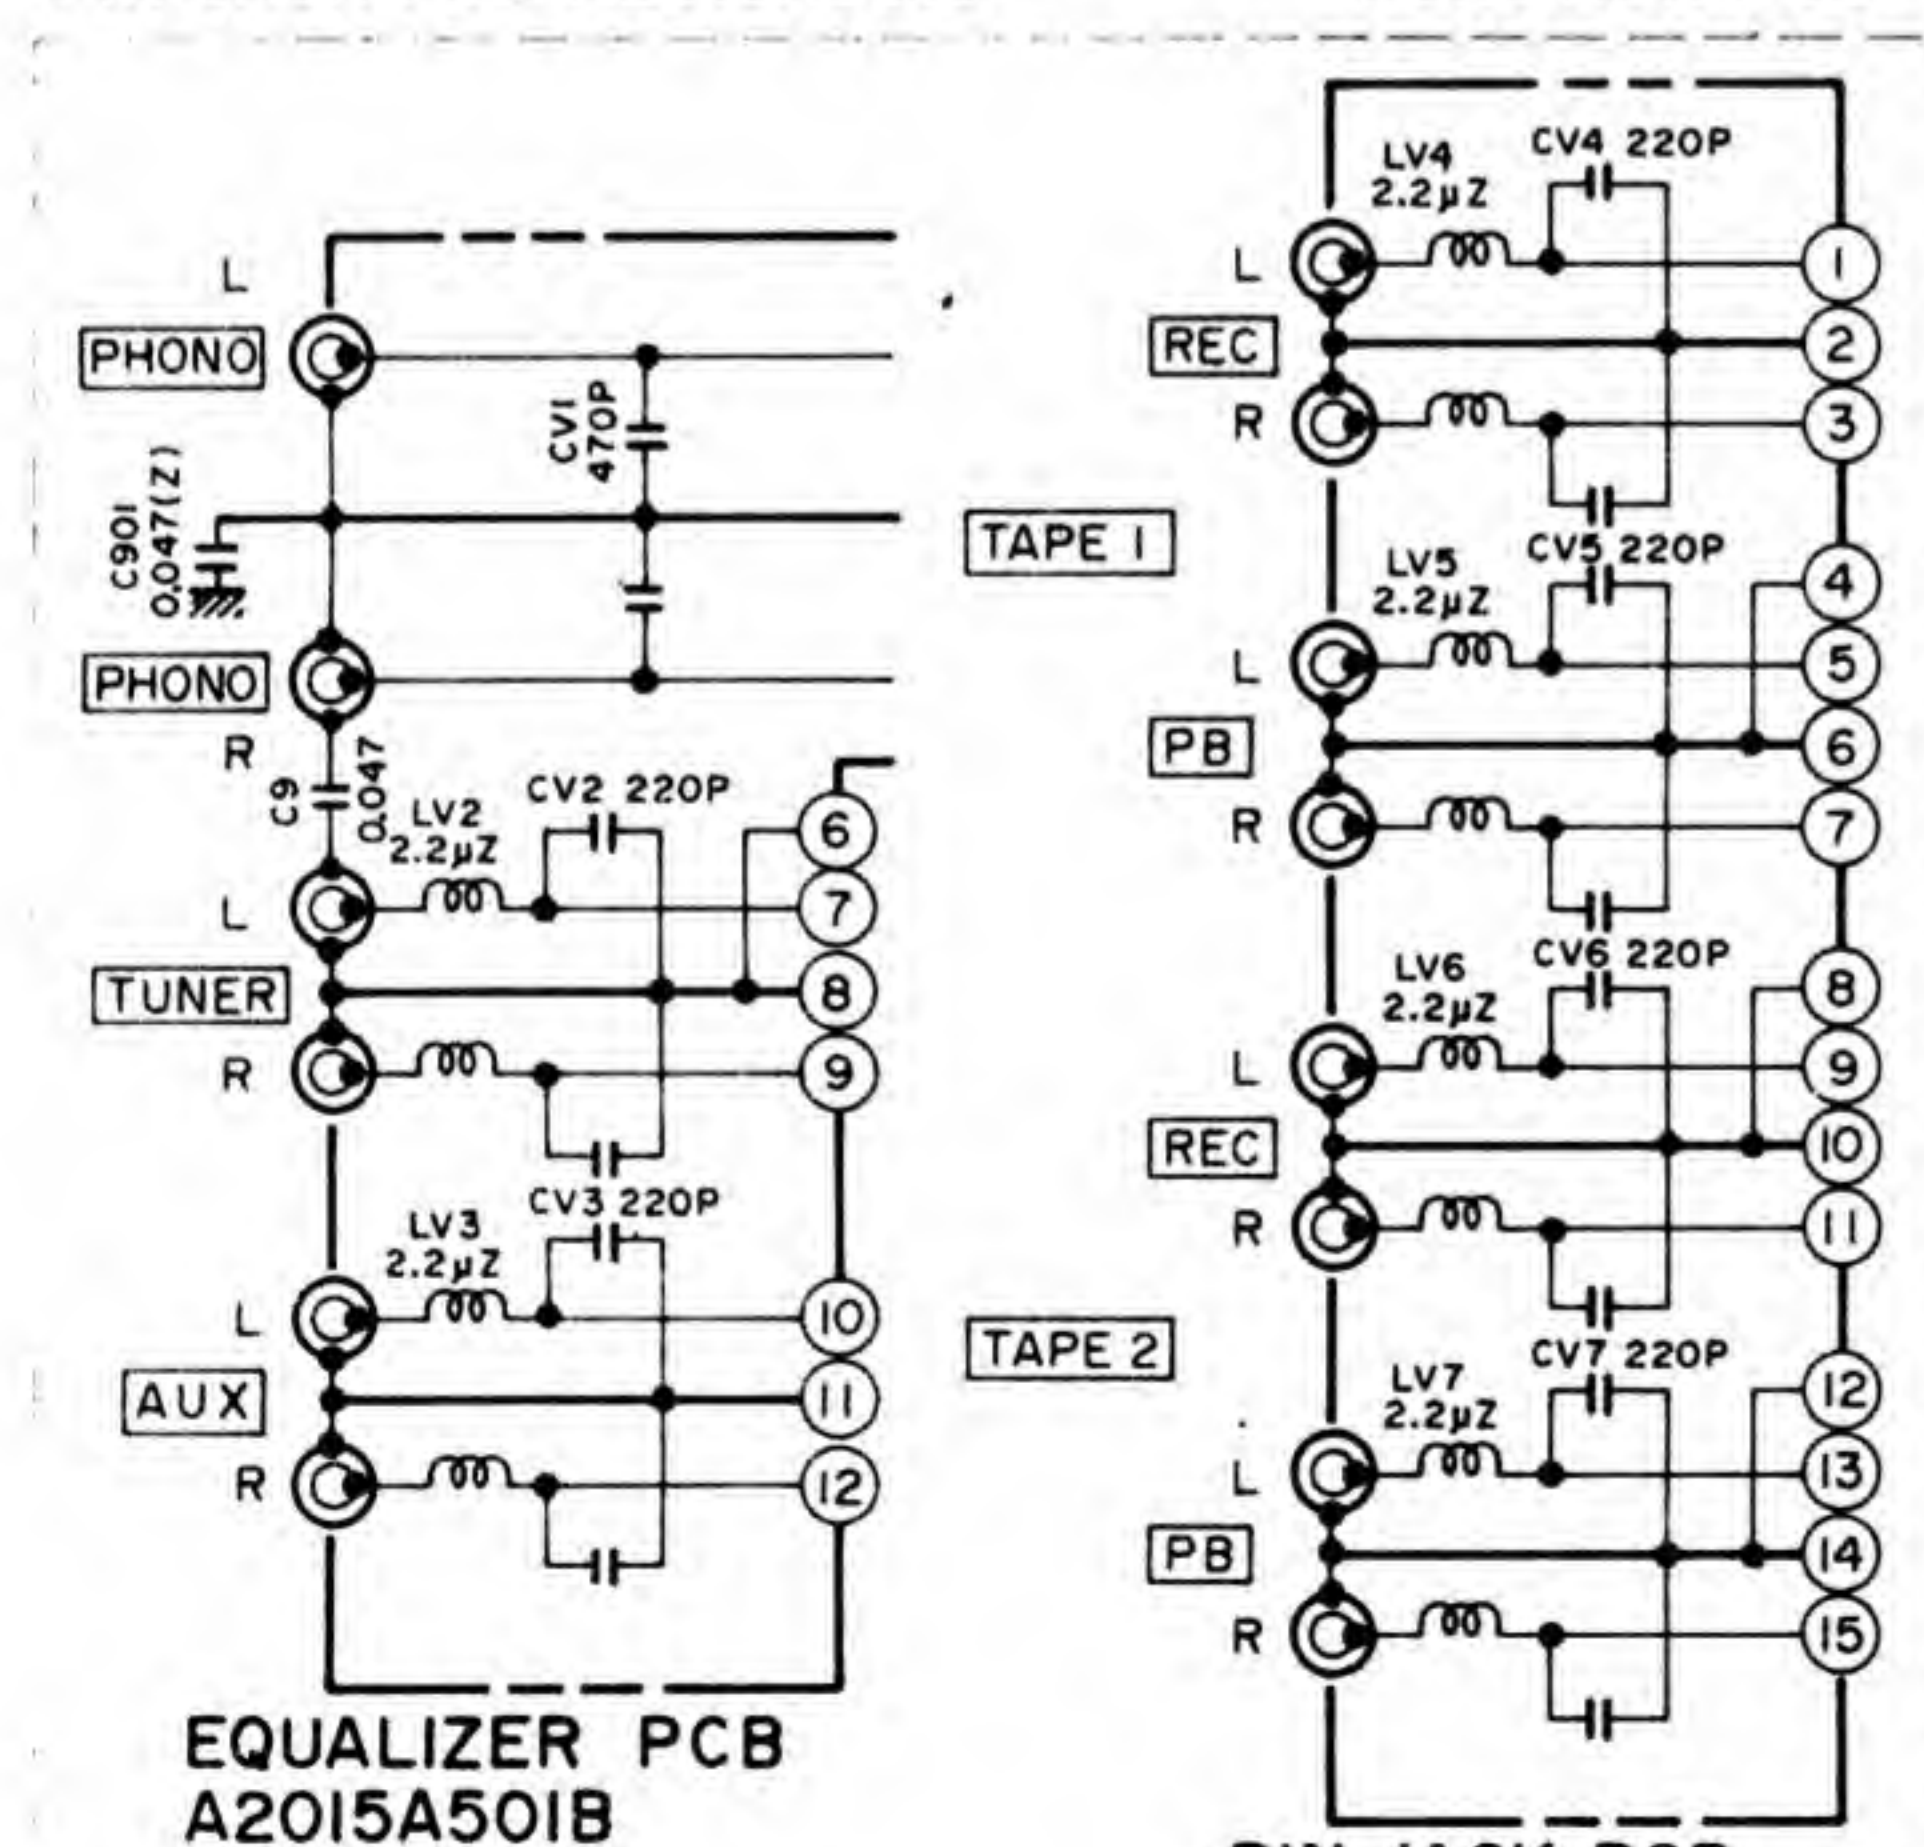 L
PHONO
CV1
470P
C901
0.047(Z)
PHONO
R
C9
0.047
LV2
2.2μZ
CV2 220P
6
L
7
TUNER
8
R
9
CV3 220P
LV3
2.2μZ
L
10
AUX
11
R
12
EQUALIZER PCB
A2015A501B
TAPE 1
LV4
2.2μZ
CV4 220P
L
1
REC
2
R
3
CV5 220P
LV5
2.2μZ
4
L
5
PB
6
R
7
TAPE 2
CV6 220P
LV6
2.2μZ
8
L
9
REC
10
R
11
CV7 220P
LV7
2.2μZ
12
L
13
PB
14
R
15